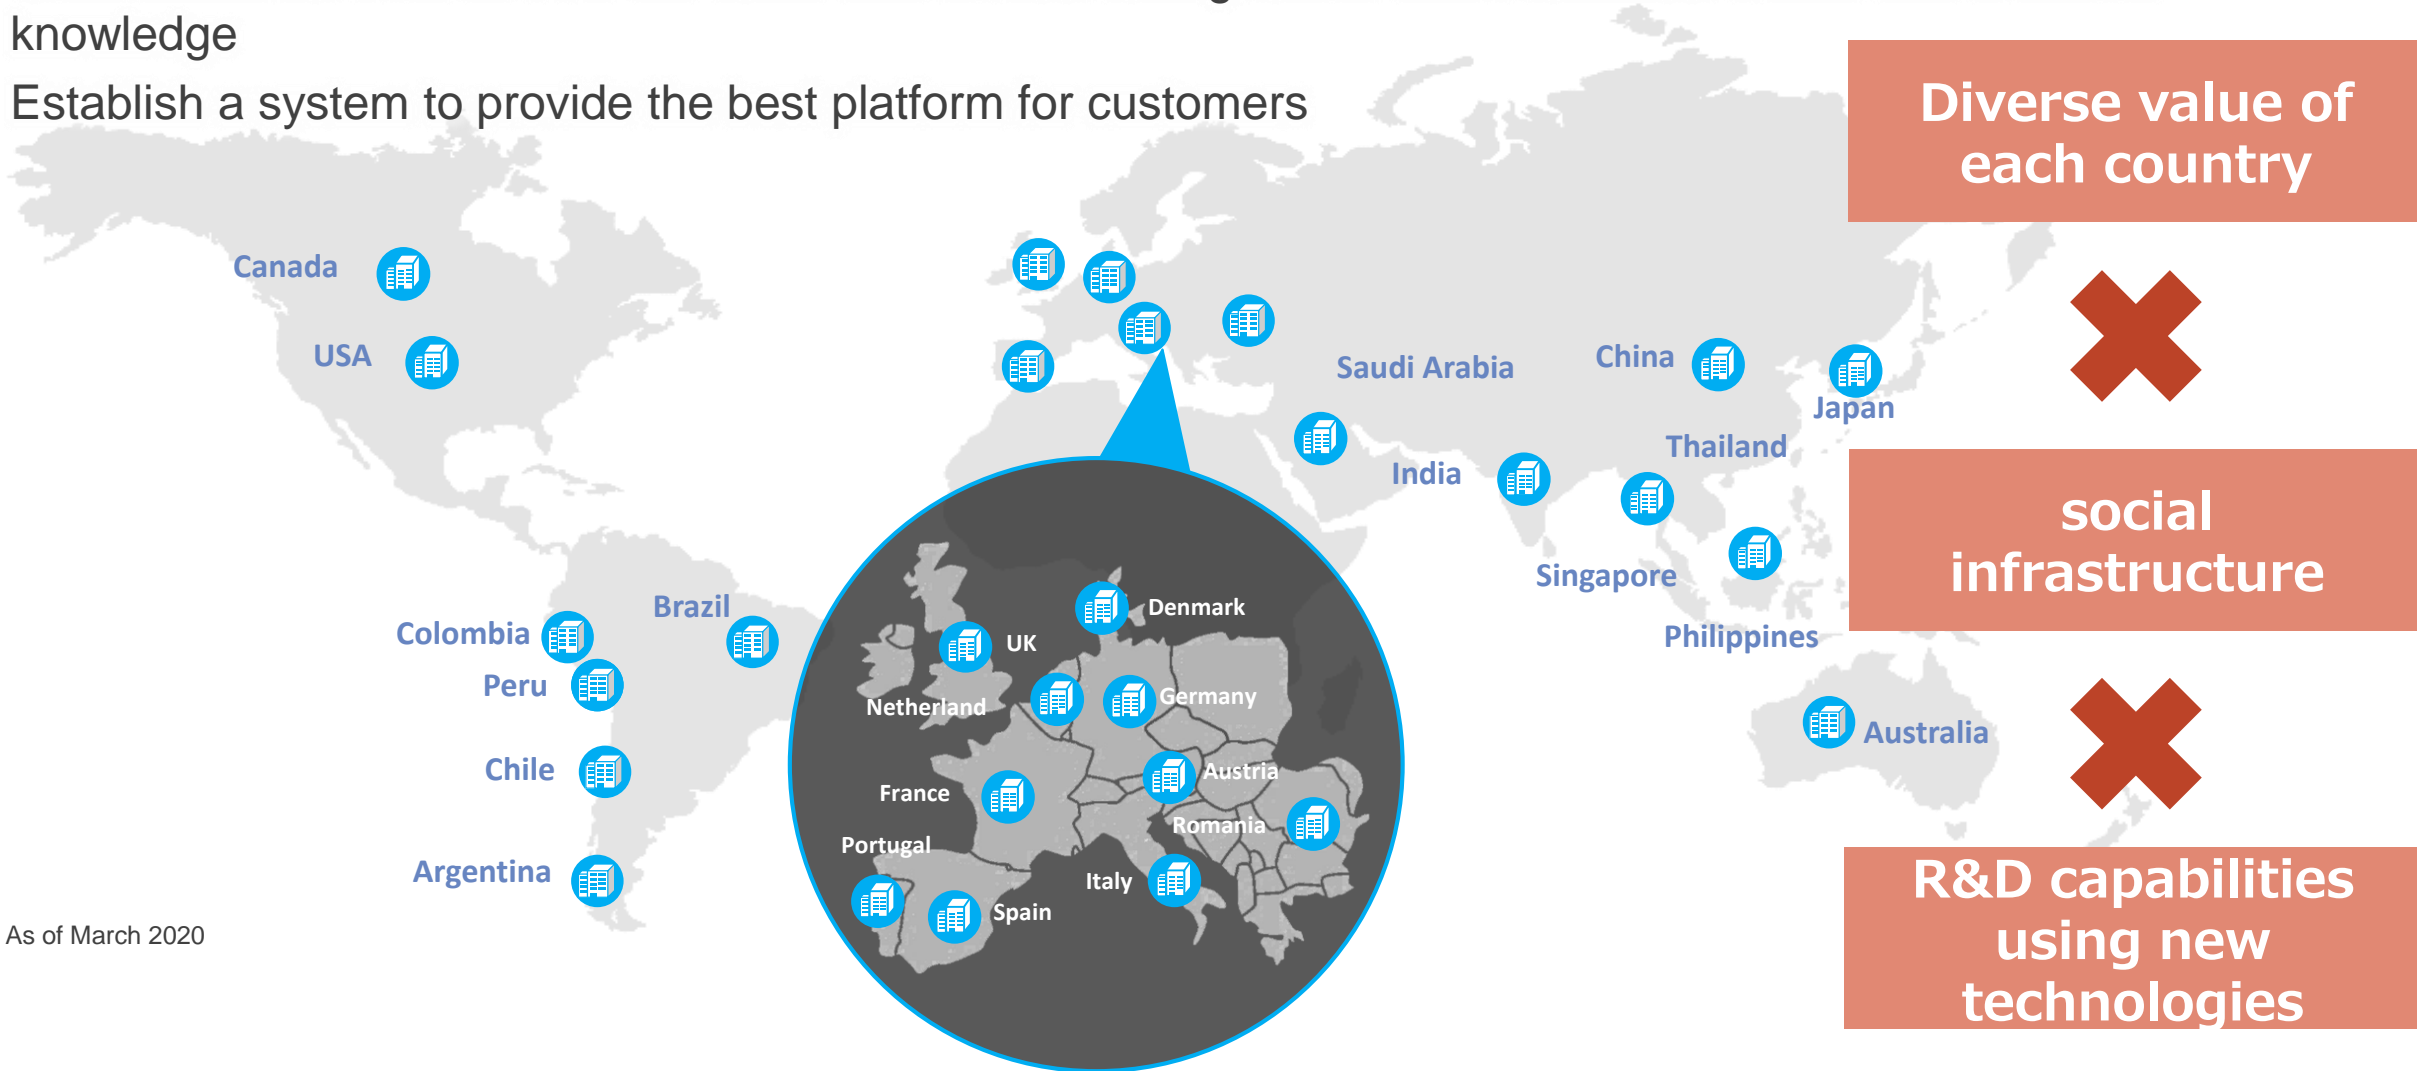 knowledge
Establish a system to provide the best platform for customers
Diverse value of
each country
Canada
USA
Saudi Arabia
China
Japan
Thailand
India
social
infrastructure
Singapore
Philippines
Brazil
Colombia
Peru
Chile
Argentina
Australia
Denmark
UK
Netherland
Germany
Austria
France
Romania
Portugal
Italy
Spain
R&D capabilities
using new
technologies
As of March 2020